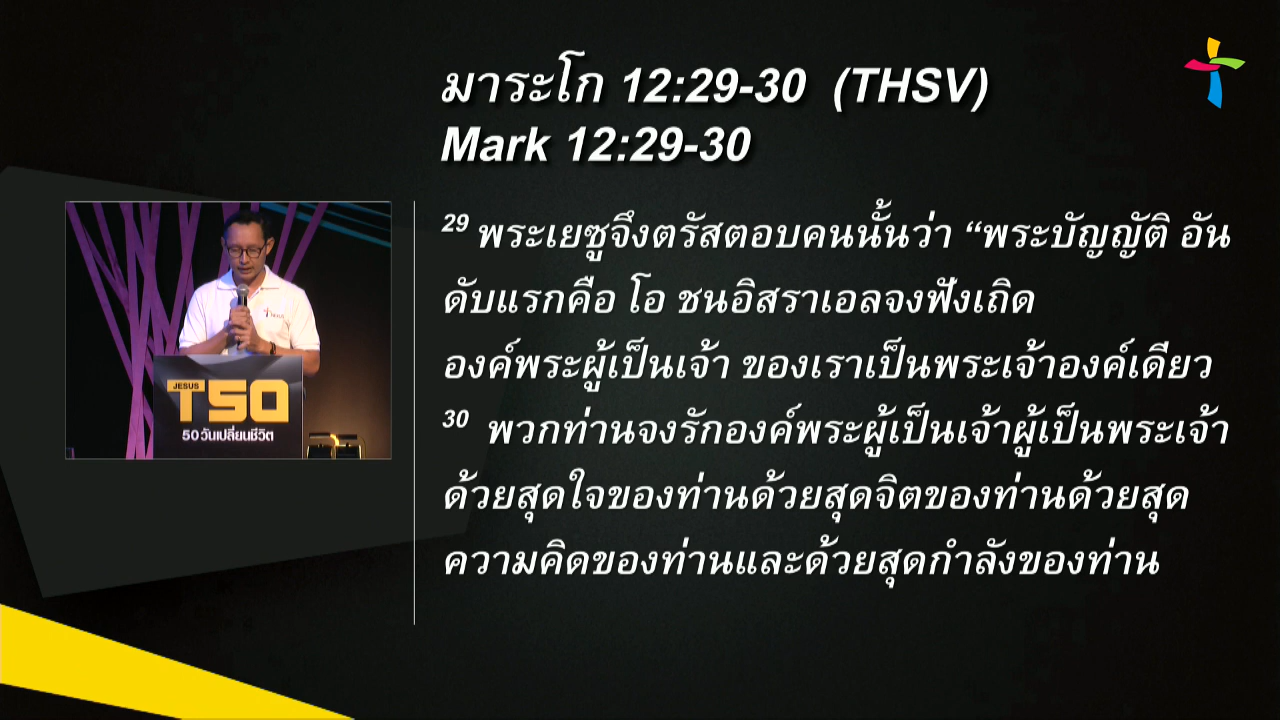 มาระโก 12:29-30 (THSV)
Mark 12:29-30
29 พระเยซูจึงตรัสตอบคนนั้นว่า “พระบัญญัติ อัน
ดับแรกคือ โอ ชนอิสราเอลจงฟังเถิด
องค์พระผู้เป็นเจ้า ของเราเป็นพระเจ้าองค์เดียว
30 พวกท่านจงรักองค์พระผู้เป็นเจ้าผู้เป็นพระเจ้า
ด้วยสุดใจของท่านด้วยสุดจิตของท่านด้วยสุด
ความคิดของท่านและด้วยสุดกำลังของท่าน
JESUS
T50
50 วันเปลี่ยนชีวิต